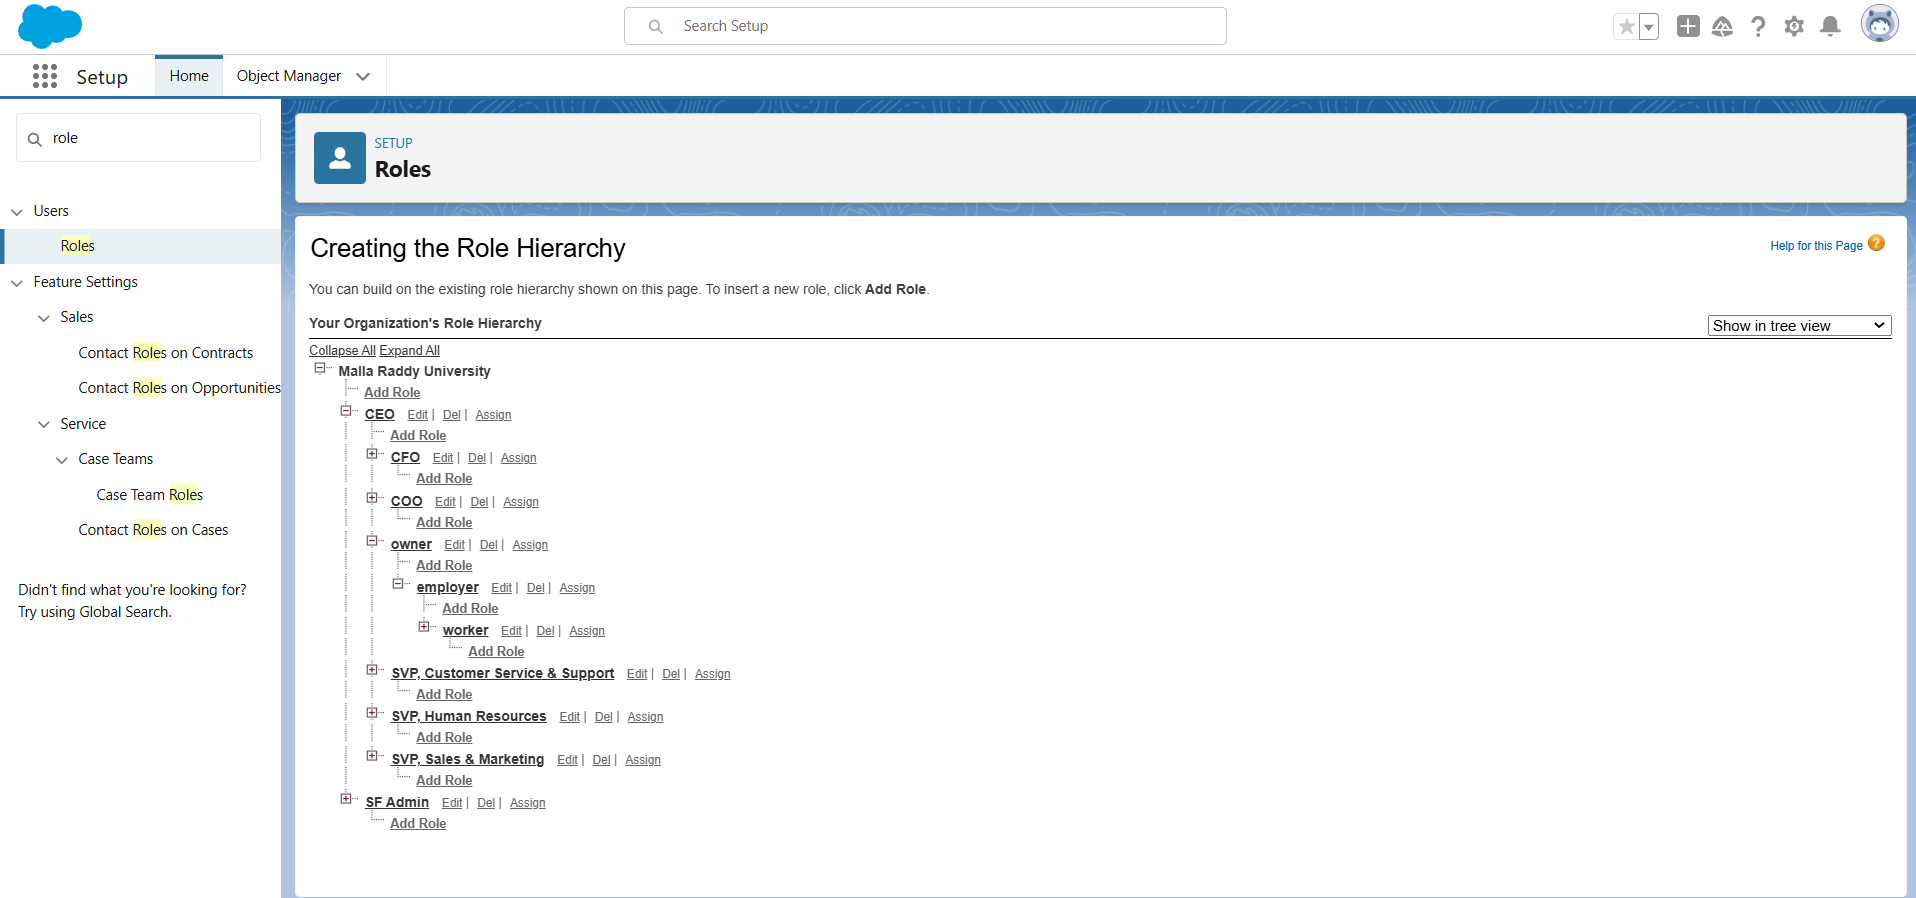 Search Setup
Setup
Home
Object Manager
role
Users
Roles
Feature Settings
Sales
Contact Roles on Contracts
Contact Roles on Opportunities
Service
Case Teams
Case Team Roles
Contact Roles on Cases
Didn't find what you're looking for?
Try using Global Search.
SETUP
Roles
Creating the Role Hierarchy
Help for this Page
You can build on the existing role hierarchy shown on this page. To insert a new role, click Add Role.
Your Organization's Role Hierarchy
Show in tree view
Collapse All Expand All
Malla Raddy University
Add Role
CEO Edit | Del | Assign
Add Role
CFO Edit | Del | Assign
Add Role
COO Edit | Del | Assign
Add Role
owner Edit | Del | Assign
Add Role
employer Edit | Del | Assign
Add Role
worker Edit | Del | Assign
Add Role
SVP, Customer Service & Support Edit | Del | Assign
Add Role
SVP, Human Resources Edit | Del | Assign
Add Role
SVP, Sales & Marketing Edit | Del | Assign
Add Role
SF Admin Edit | Del | Assign
Add Role